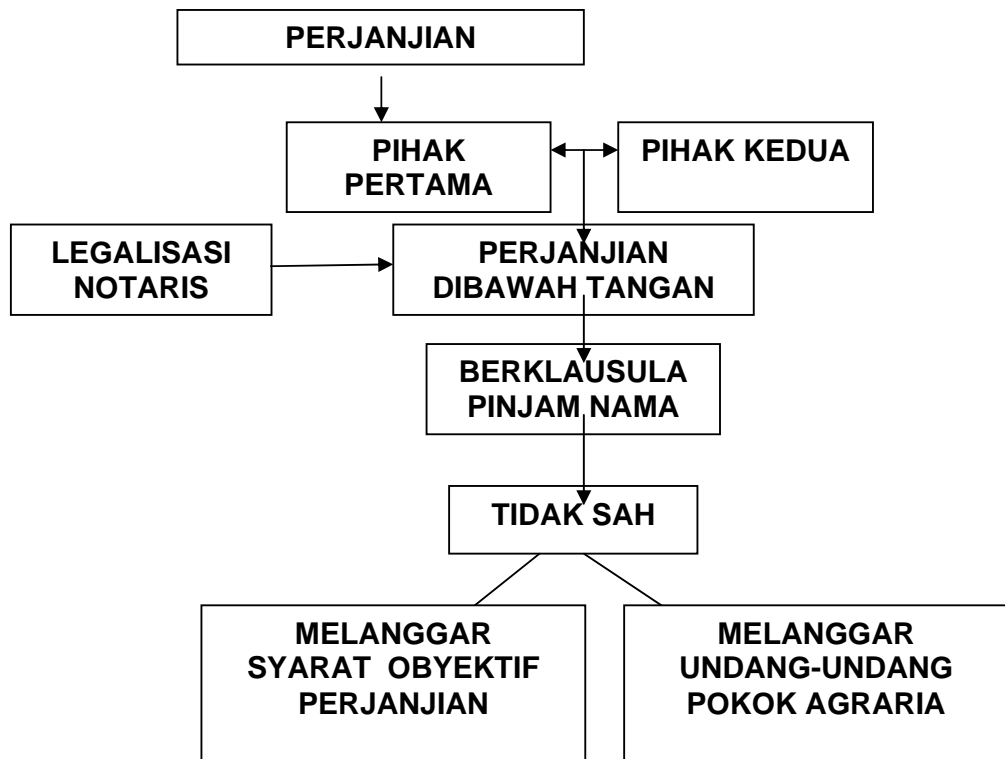 PERJANJIAN
PIHAK
PERTAMA
PIHAK KEDUA
LEGALISASI
NOTARIS
PERJANJIAN
DIBAWAH TANGAN
BERKLAUSULA
PINJAM NAMA
TIDAK SAH
MELANGGAR
SYARAT OBYEKTIF
PERJANJIAN
MELANGGAR
UNDANG-UNDANG
POKOK AGRARIA